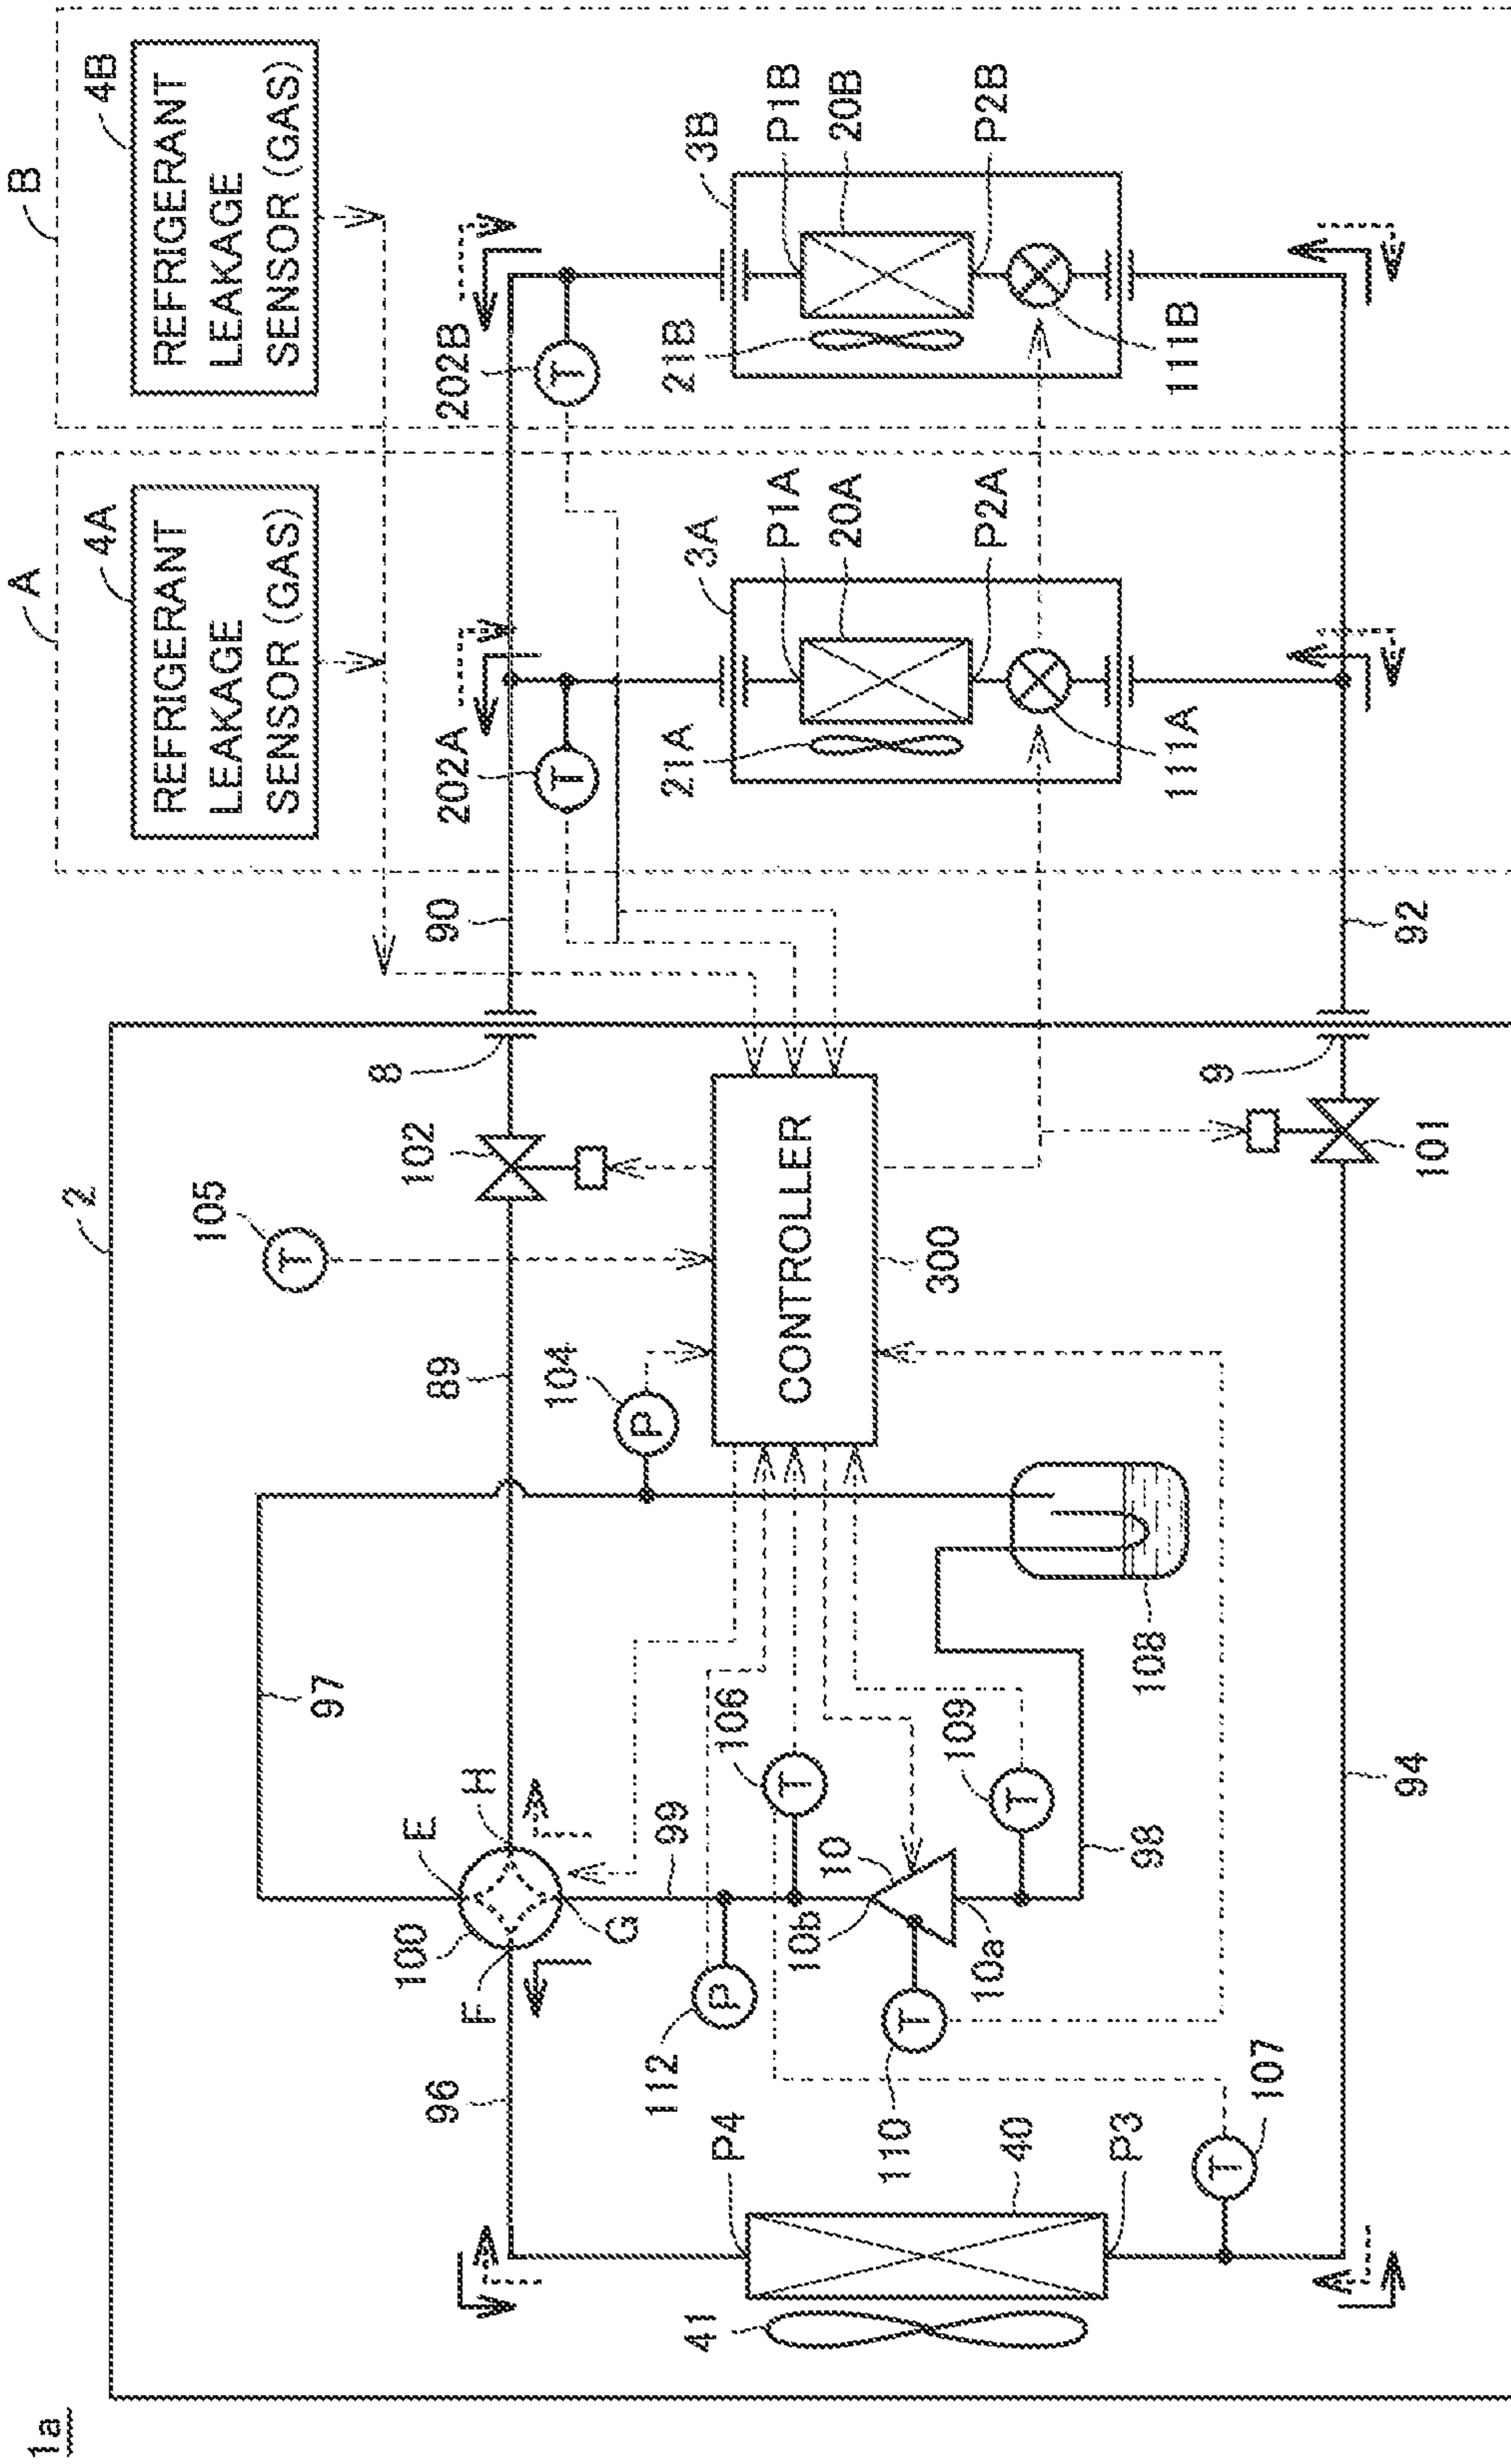 1a
B
4B
REFRIGERANT
LEAKAGE
SENSOR (GAS)
A
4A
REFRIGERANT
LEAKAGE
SENSOR (GAS)
2
105
T
97
8
102
90
202A
T
202B
T
89
104
P
E
H
100
F
G
99
96
112
P
106
T
10b
10
10a
109
T
110
T
98
108
CONTROLLER
300
3A
P1A
20A
21A
P2A
111A
3B
P1B
20B
21B
P2B
111B
41
P4
40
P3
107
T
94
9
101
92